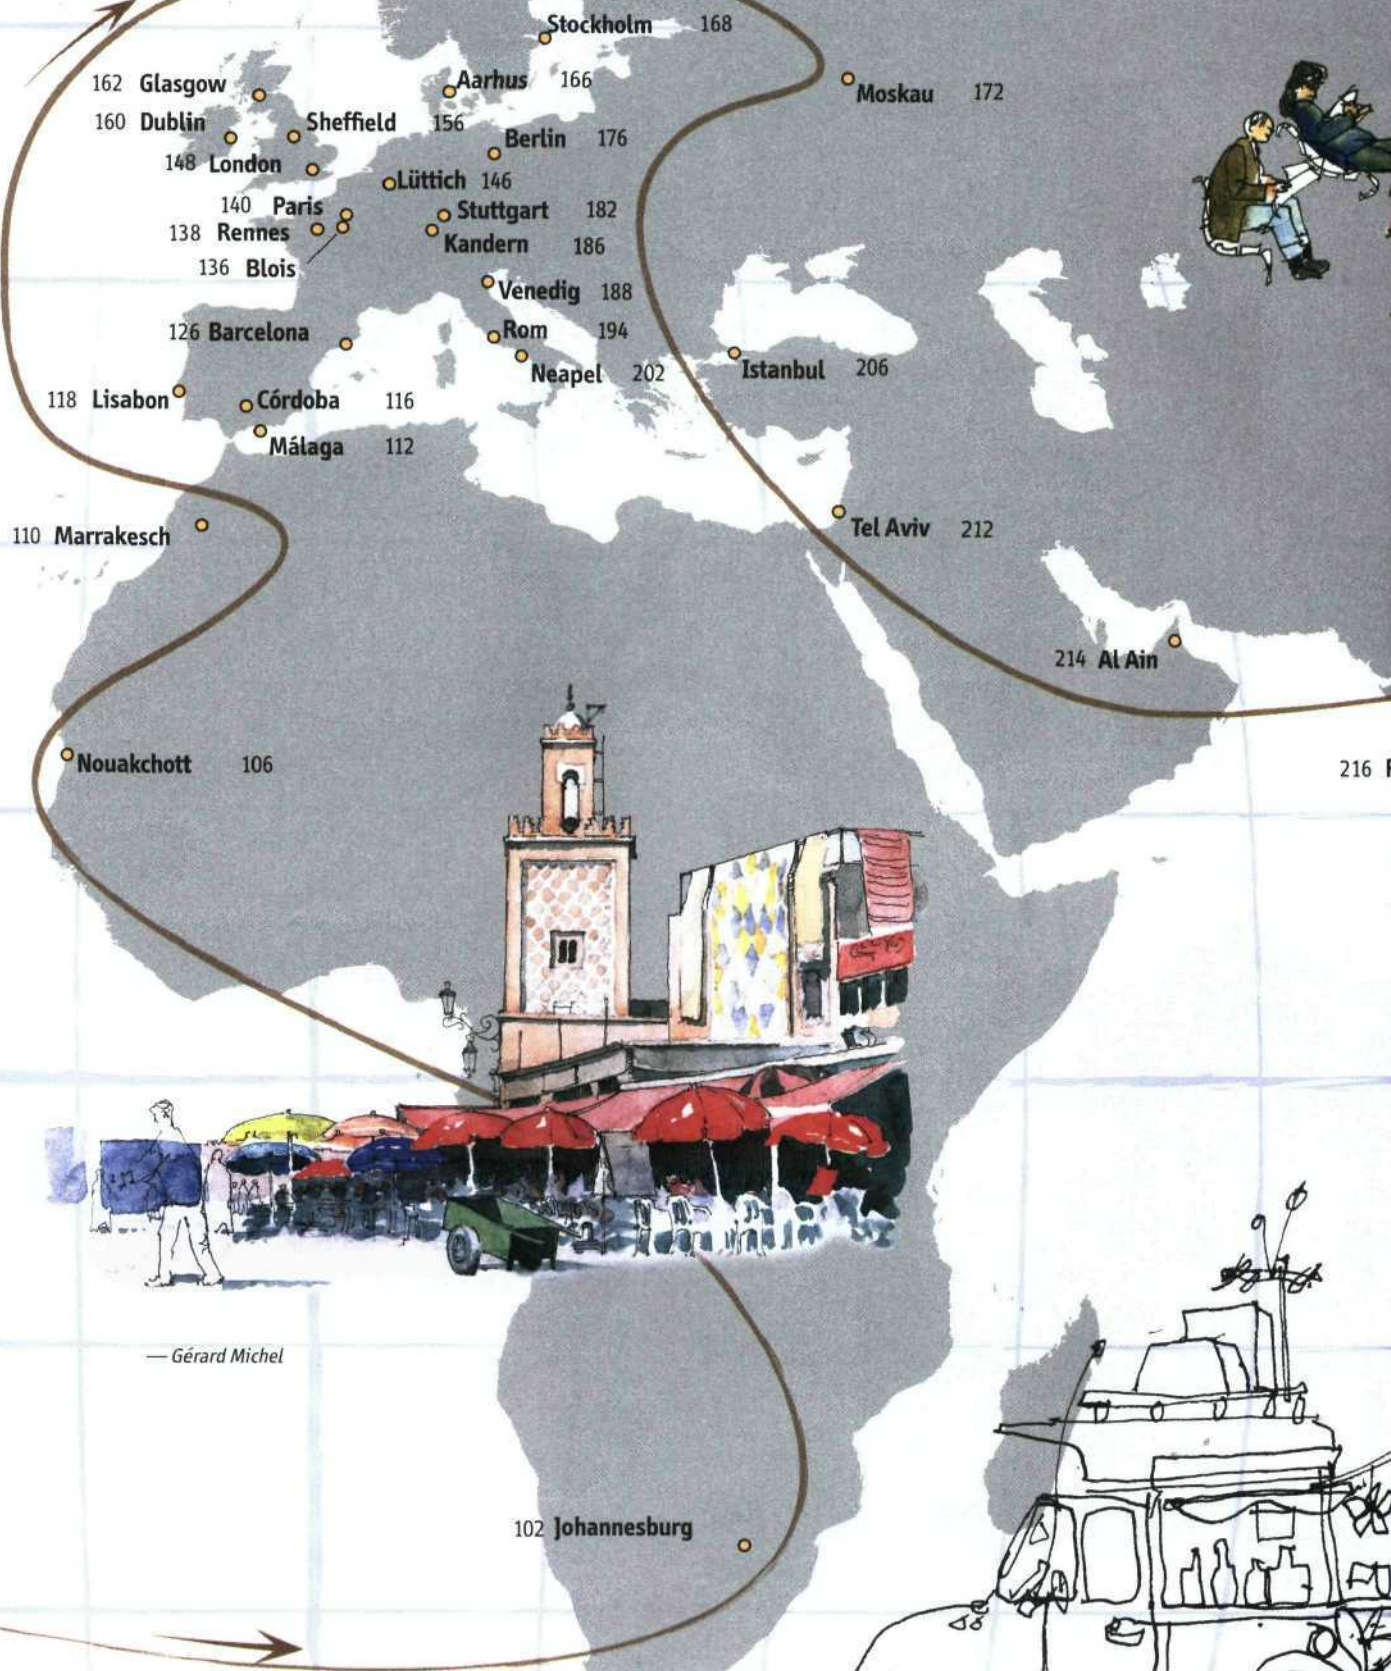 Stockholm 168
162 Glasgow
Aarhus 166
Moskau 172
160 Dublin
Sheffield 156
Berlin 176
148 London
Lüttich 146
140 Paris
Stuttgart 182
138 Rennes
Kandern 186
136 Blois
Venedig 188
126 Barcelona
Rom 194
Neapel 202
Istanbul 206
118 Lisabon
Córdoba 116
Málaga 112
110 Marrakesch
Tel Aviv 212
214 Al Ain
Nouakchott 106
216
— Gérard Michel
102 Johannesburg